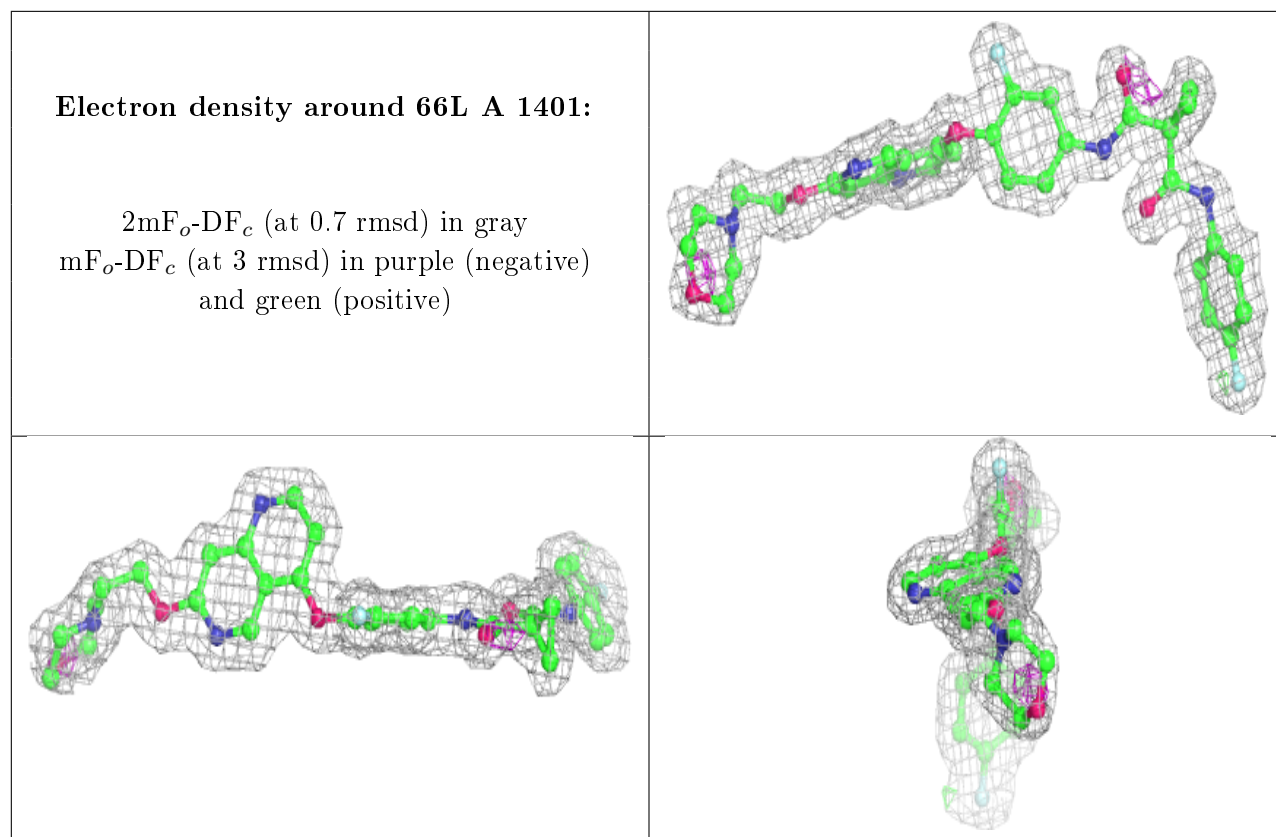 Electron density around 66L A 1401:
2mFo-DFc (at 0.7 rmsd) in gray
mFo-DFc (at 3 rmsd) in purple (negative)
and green (positive)